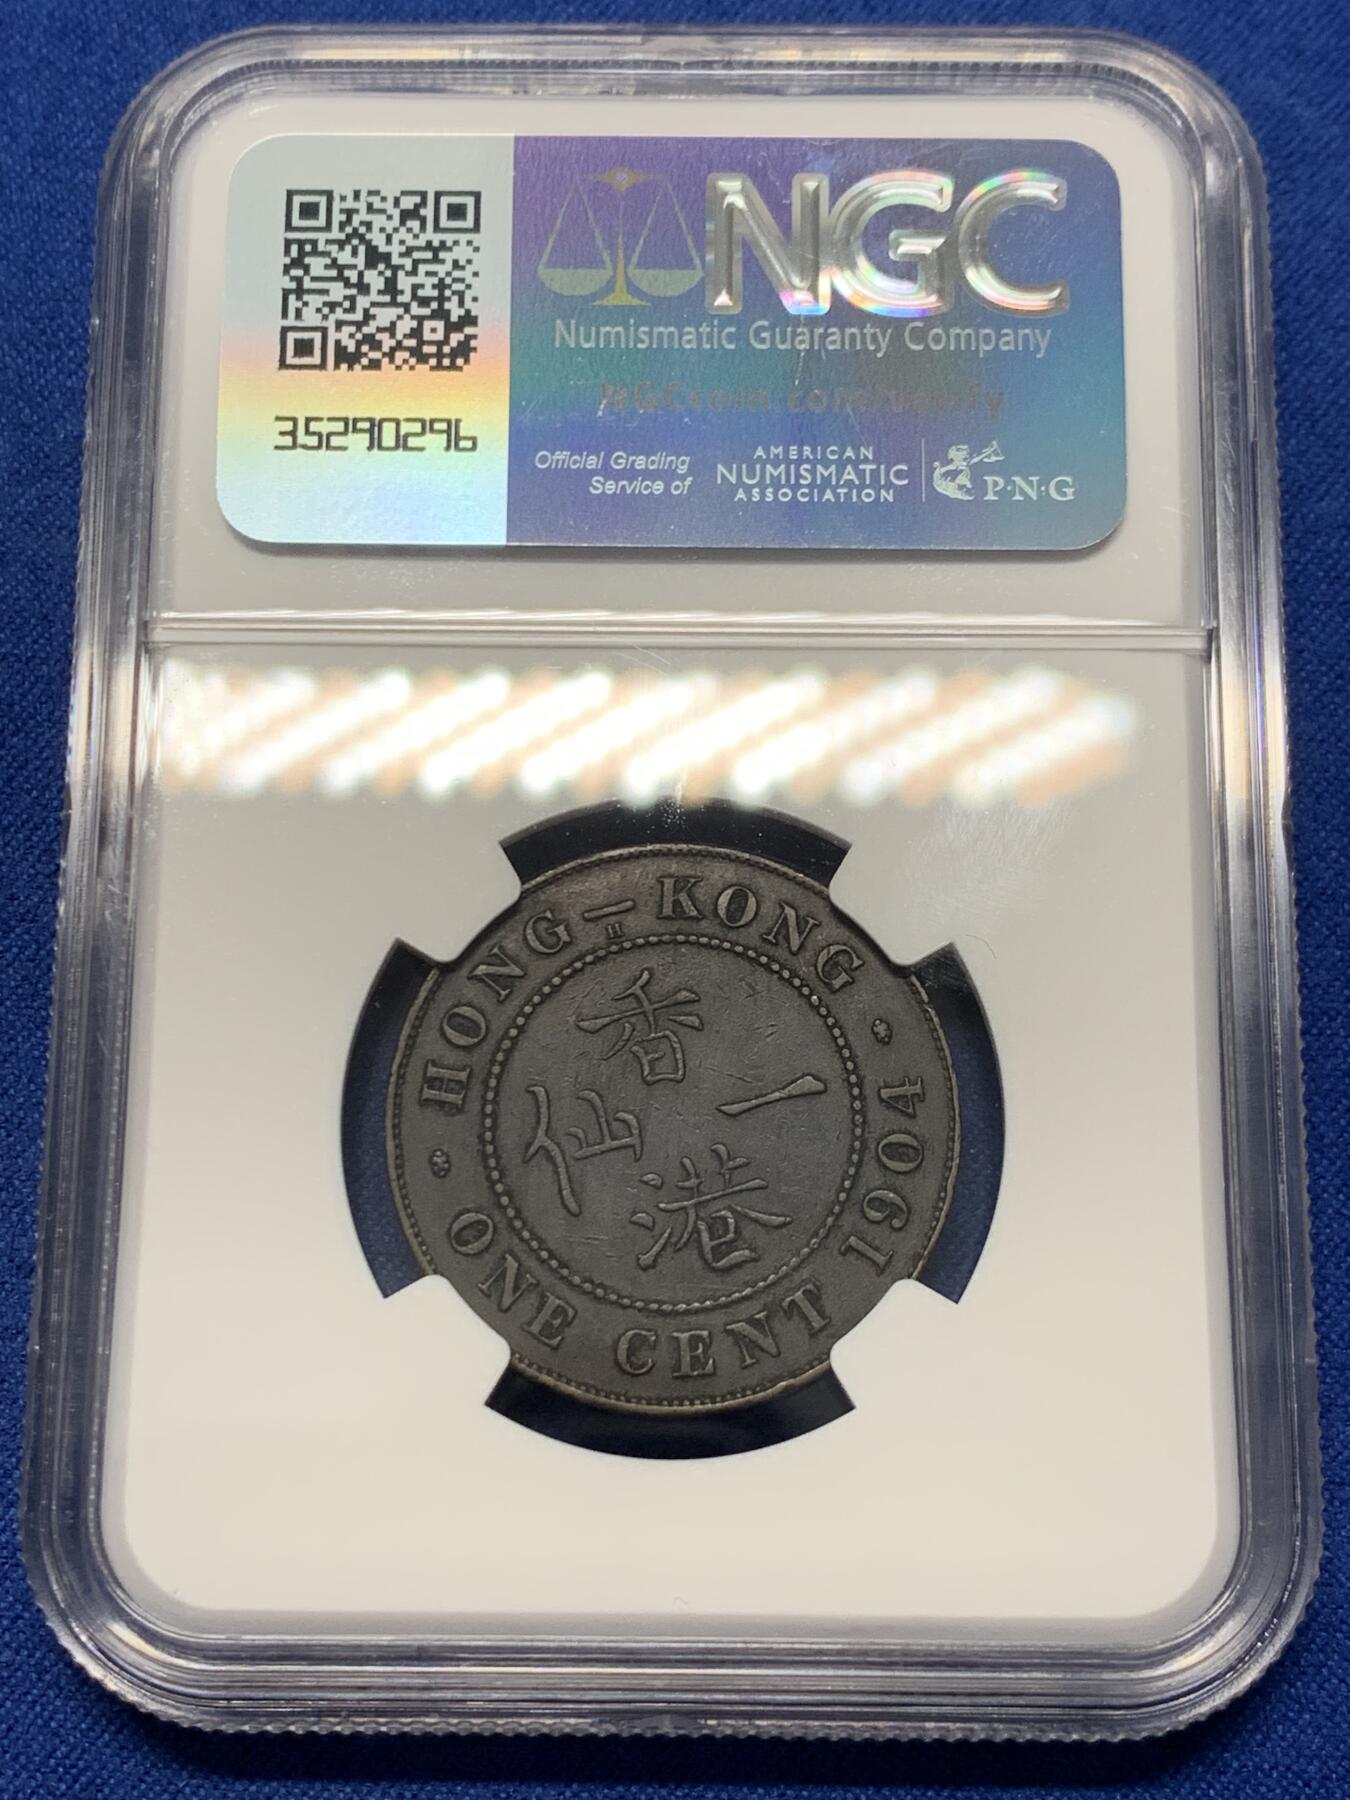 NGC
Numismatic Guaranty Company
35290296
Official Grading
Service of
AMERICAN
NUMISMATIC
ASSOCIATION
P·N·G
HONG–KONG
H
香
一
仙
港
ONE CENT 1904